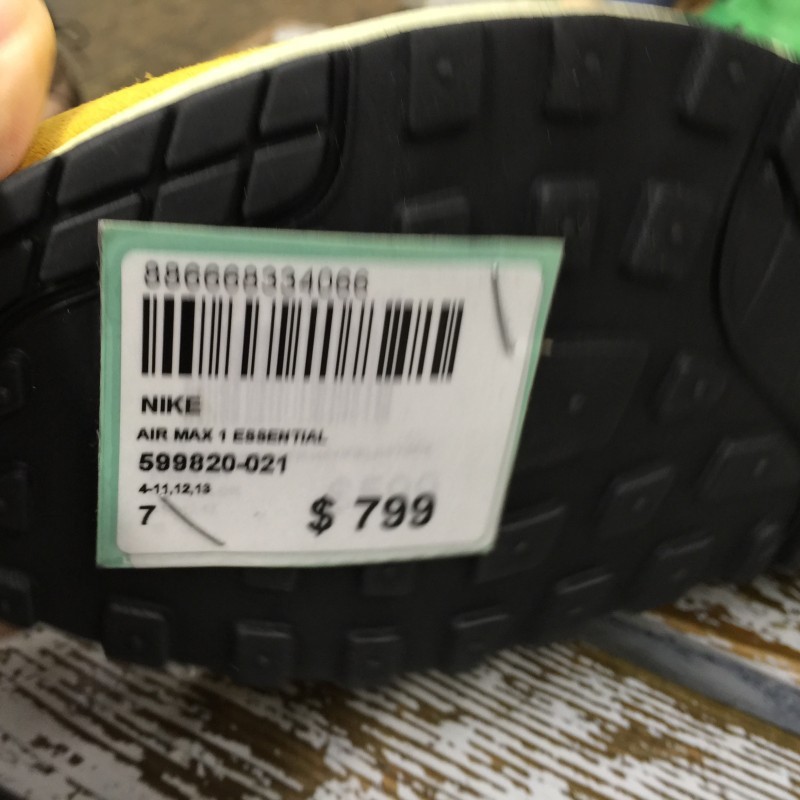 886668334066
NIKE
AIR MAX 1 ESSENTIAL
599820-021
4-11,12,13
7
$ 799